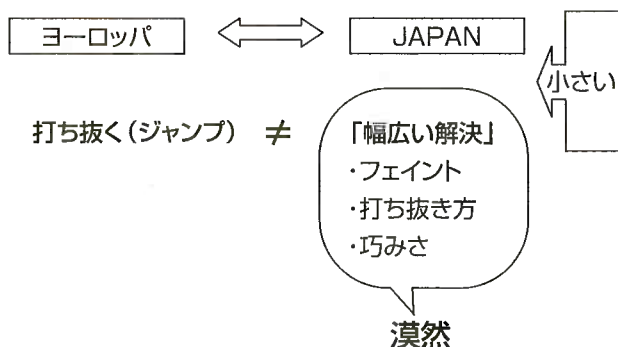 ヨーロッパ
JAPAN
小さい
打ち抜く(ジャンプ) ≠
「幅広い解決」
・フェイント
・打ち抜き方
・巧みさ
漠然